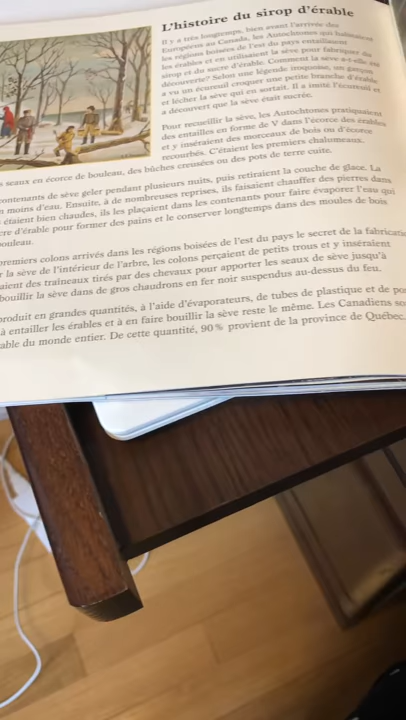 L'histoire du sirop d'érable
Il y a très longtemps, bien avant l'arrivée des
Européens au Canada, les Autochtones qui habitaient
les régions boisées de l'est du pays entaillaient
les érables et en utilisaient la sève pour fabriquer du
sirop et du sucre d'érable. Comment la sève a-t-elle été
découverte? Selon une légende iroquoise, un garçon
a vu un écureuil croquer une petite branche d'érable
et lécher la sève qui en sortait. Il a imité l'écureuil et
a découvert que la sève était sucrée.
Pour recueillir la sève, les Autochtones pratiquaient
des entailles en forme de V dans l'écorce des érables
et y inséraient des morceaux de bois ou d'écorce
recourbés. C'étaient les premiers chalumeaux.
seaux en écorce de bouleau, des bûches creusées ou des pots de terre cuite.
contenants de sève geler pendant plusieurs nuits, puis retiraient la couche de glace. La
moins d'eau. Ensuite, à de nombreuses reprises, ils faisaient chauffer des pierres dans
étaient bien chaudes, ils les plaçaient dans les contenants pour faire évaporer l'eau qui
d'érable pour former des pains et le conserver longtemps dans des moules de bois
premiers colons arrivés dans les régions boisées de l'est du pays le secret de la
la sève de l'intérieur de l'arbre, les colons perçaient de petits trous et y inséraient
des traîneaux tirés par des chevaux pour apporter les seaux de sève jusqu'à
bouillir la sève dans de gros chaudrons en fer noir suspendus au-dessus du feu.
produit en grandes quantités, à l'aide d'évaporateurs, de tubes de plastique et de
à entailler les érables et à en faire bouillir la sève reste le même. Les Canadiens
du monde entier. De cette quantité, 90 % provient de la province de Québec.